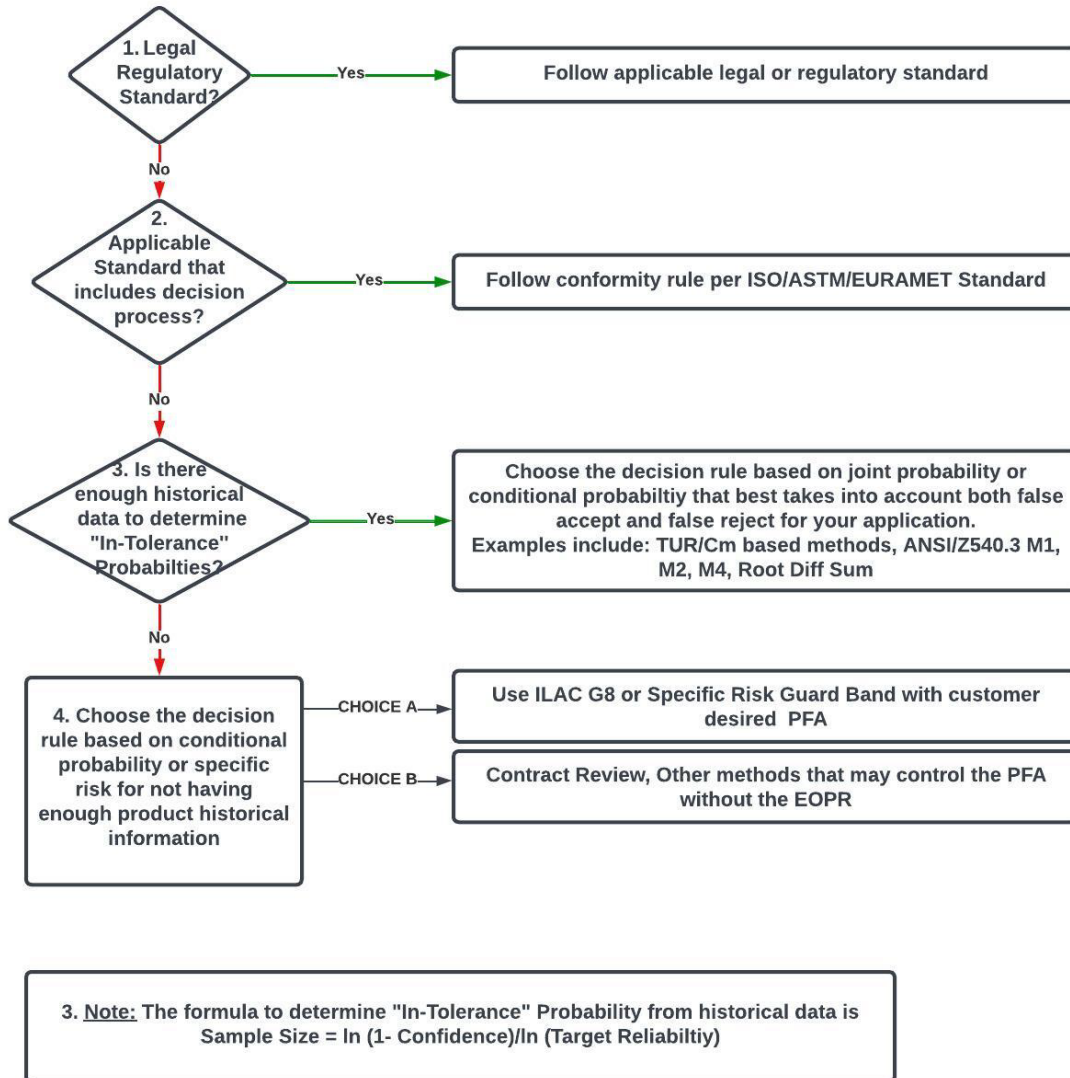 1. Legal
Regulatory
Standard?
Yes
Follow applicable legal or regulatory standard
No
2.
Applicable
Standard that
includes decision
process?
Yes
Follow conformity rule per ISO/ASTM/EURAMET Standard
No
3. Is there
enough historical
data to determine
"In-Tolerance"
Probabilties?
Yes
Choose the decision rule based on joint probability or
conditional probabiltiy that best takes into account both false
accept and false reject for your application.
Examples include: TUR/Cm based methods, ANSI/Z540.3 M1,
M2, M4, Root Diff Sum
No
4. Choose the decision
rule based on conditional
probability or specific
risk for not having
enough product historical
information
CHOICE A
Use ILAC G8 or Specific Risk Guard Band with customer
desired PFA
CHOICE B
Contract Review, Other methods that may control the PFA
without the EOPR
3. Note: The formula to determine "In-Tolerance" Probability from historical data is
Sample Size = ln (1- Confidence)/ln (Target Reliabiltiy)